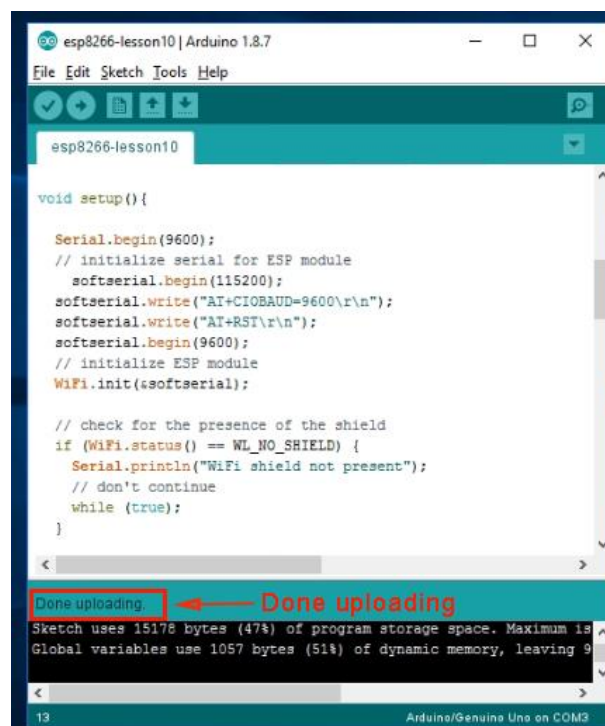 esp8266-lesson10 | Arduino 1.8.7
File Edit Sketch Tools Help
esp8266-lesson10
void setup(){
Serial.begin(9600);
// initialize serial for ESP module
softserial.begin(115200);
softserial.write("AT+CIOBAUD=9600\r\n");
softserial.write("AT+RST\r\n");
softserial.begin(9600);
// initialize ESP module
WiFi.init(&softserial);
// check for the presence of the shield
if (WiFi.status() == WL_NO_SHIELD) {
Serial.println("WiFi shield not present");
// don't continue
while (true);
}
Done uploading. Done uploading
Sketch uses 15178 bytes (47%) of program storage space. Maximum is
Global variables use 1057 bytes (51%) of dynamic memory, leaving 9
13 Arduino/Genuino Uno on COM3